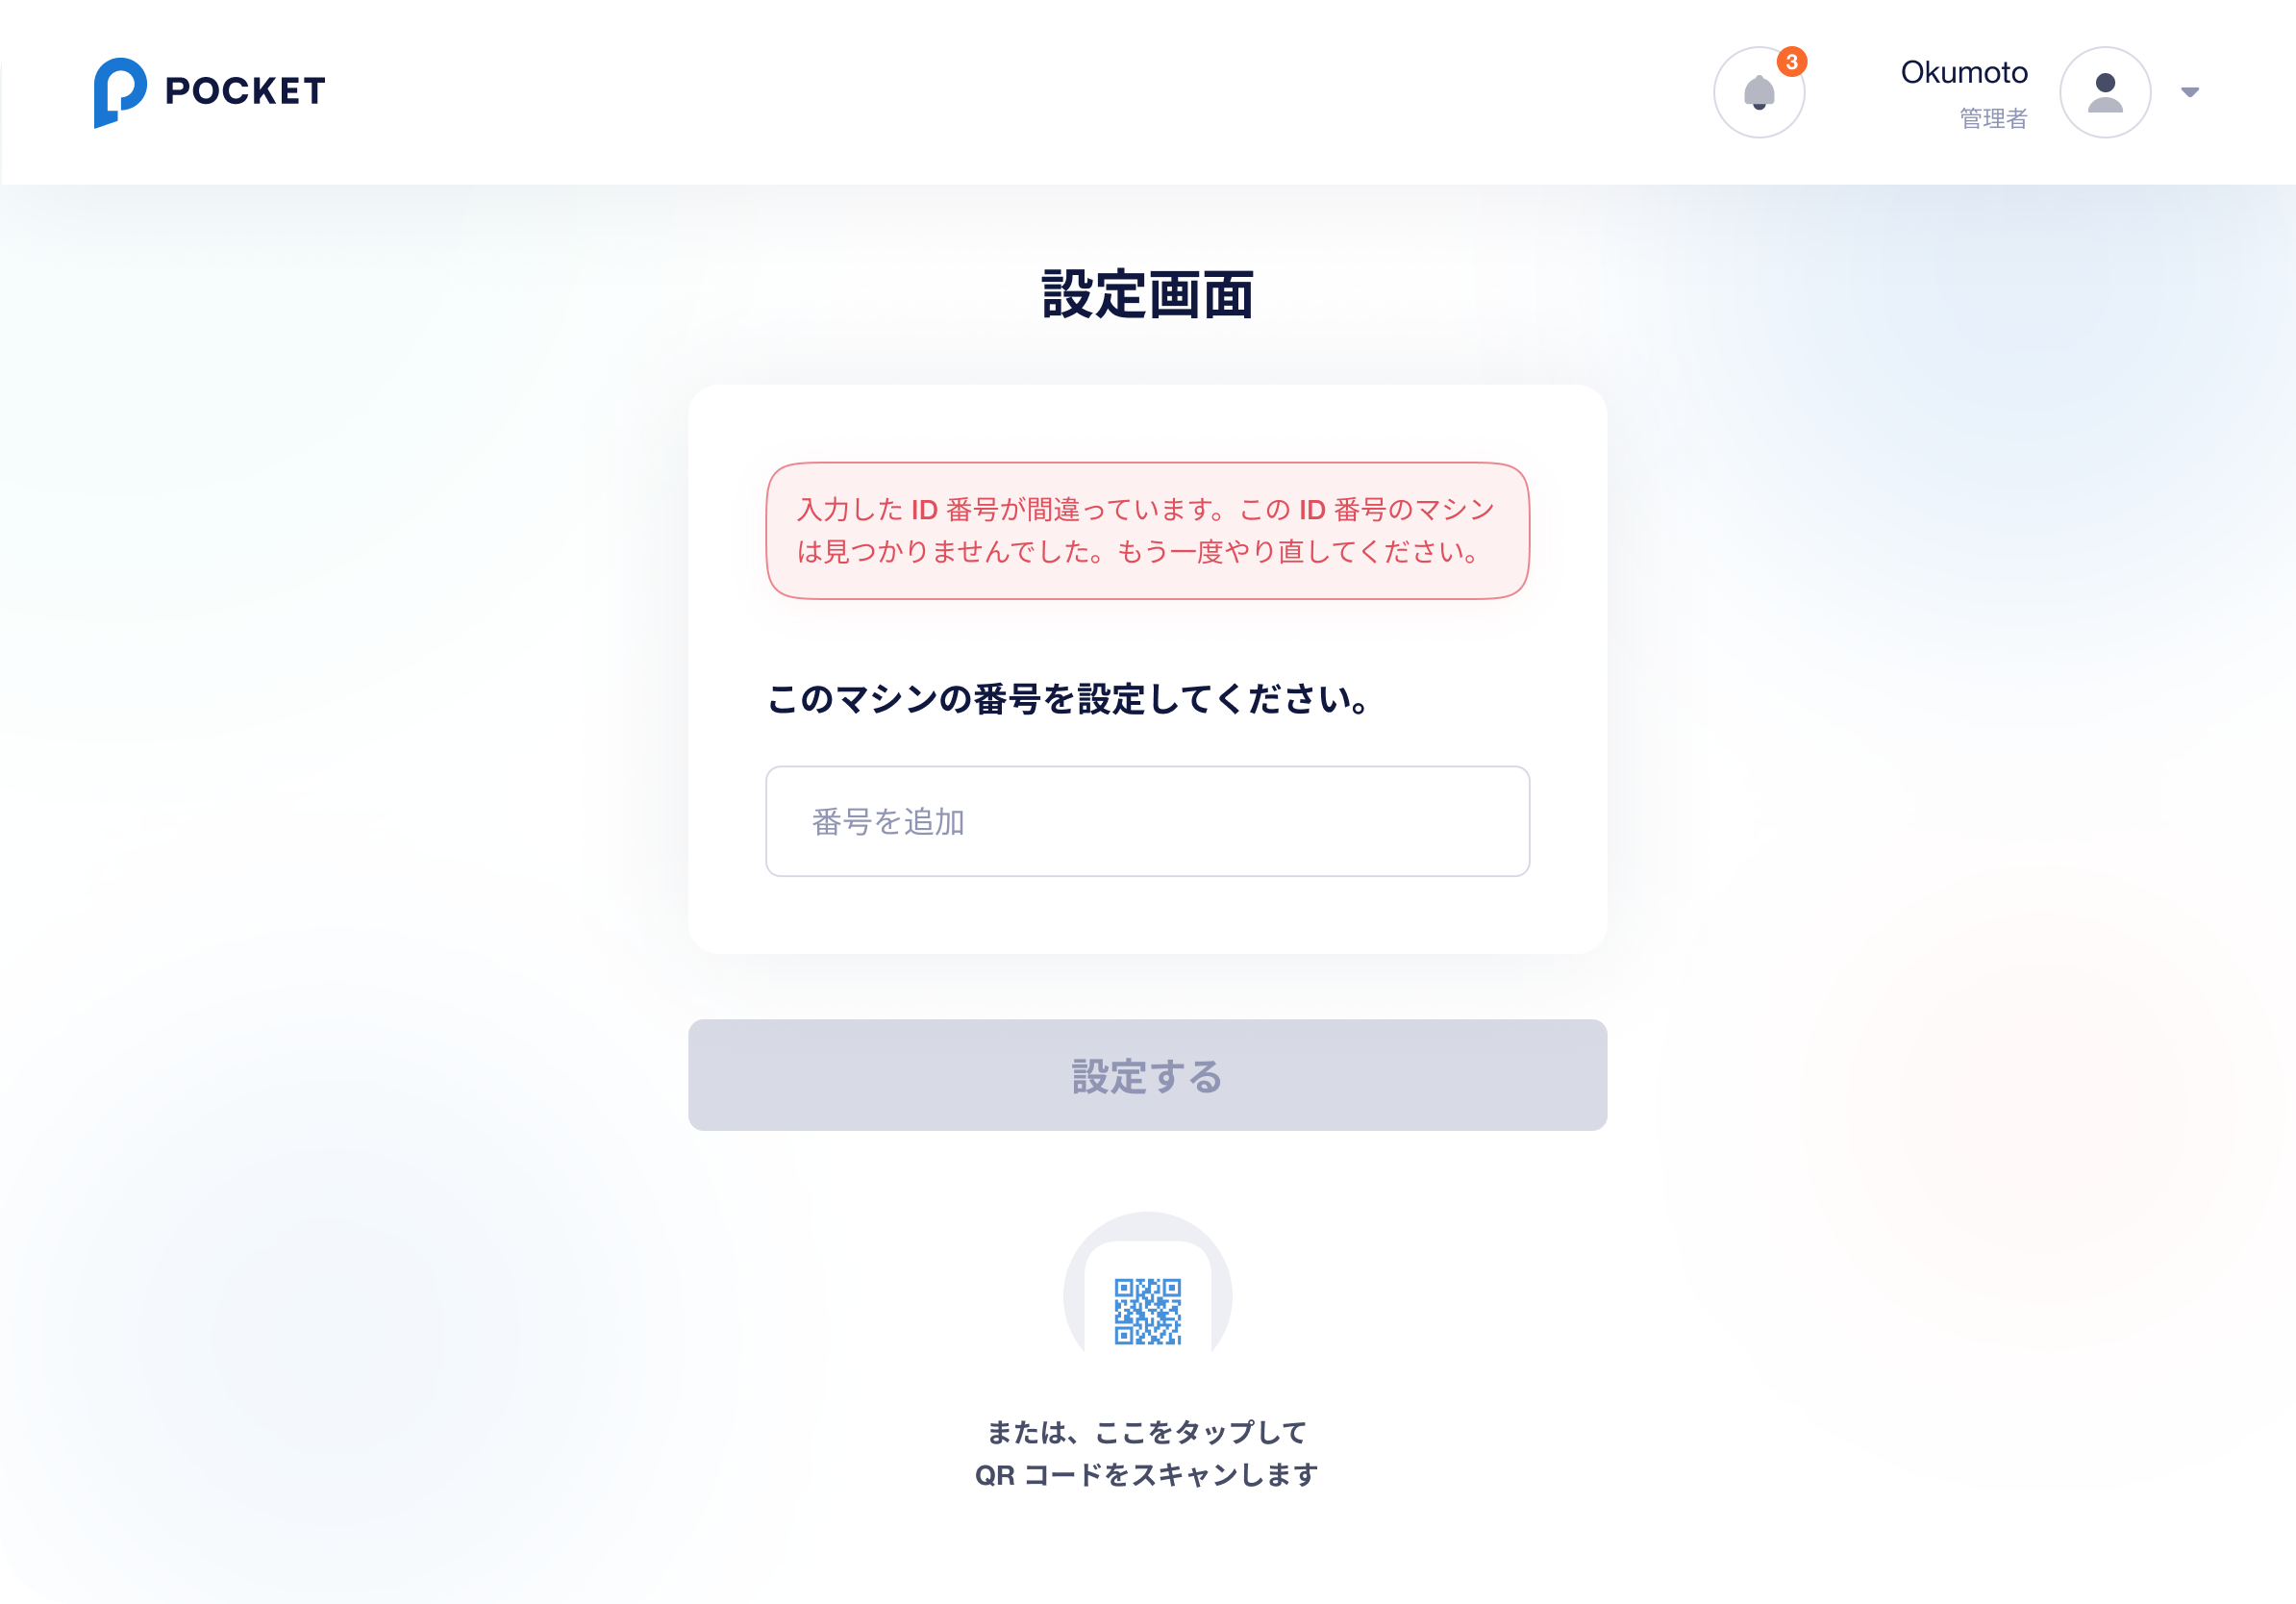 POCKET
3
Okumoto
管理者
設定画面
入力した ID 番号が間違っています。この ID 番号のマシン
は見つかりませんでした。もう一度やり直してください。
このマシンの番号を設定してください。
番号を追加
設定する
または、ここをタップして
QR コードをスキャンします